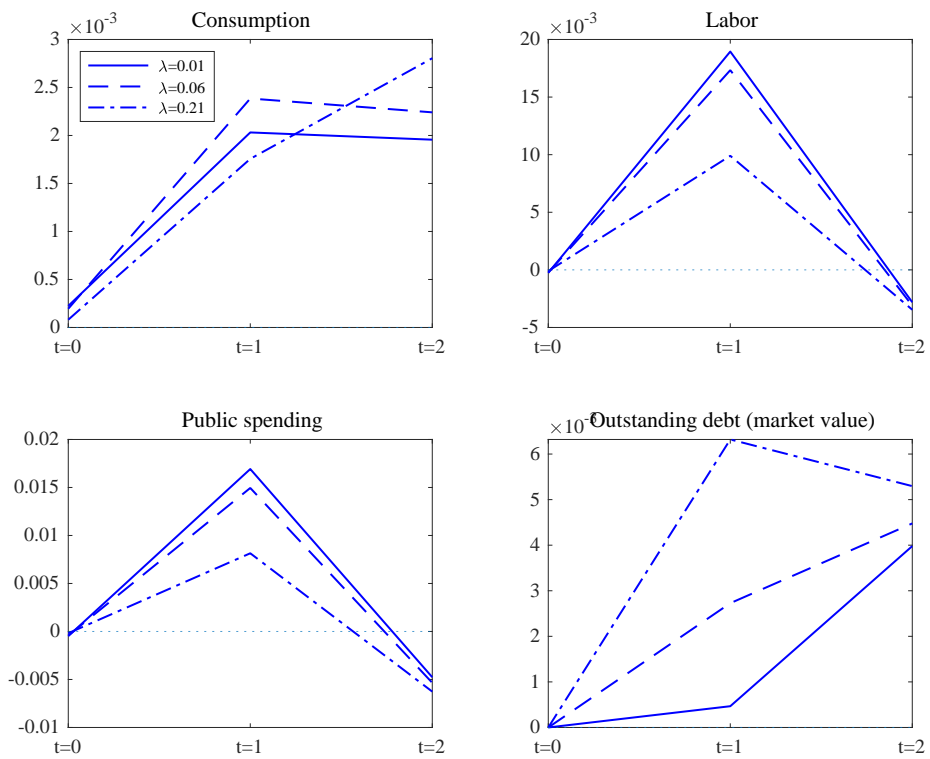 Consumption
×10⁻³
3
2.5
2
1.5
1
0.5
0
t=0 t=1 t=2
λ=0.01
λ=0.06
λ=0.21
Labor
×10⁻³
20
15
10
5
0
-5
t=0 t=1 t=2
Public spending
0.02
0.015
0.01
0.005
0
-0.005
-0.01
t=0 t=1 t=2
Outstanding debt (market value)
×10⁻³
6
5
4
3
2
1
0
t=0 t=1 t=2